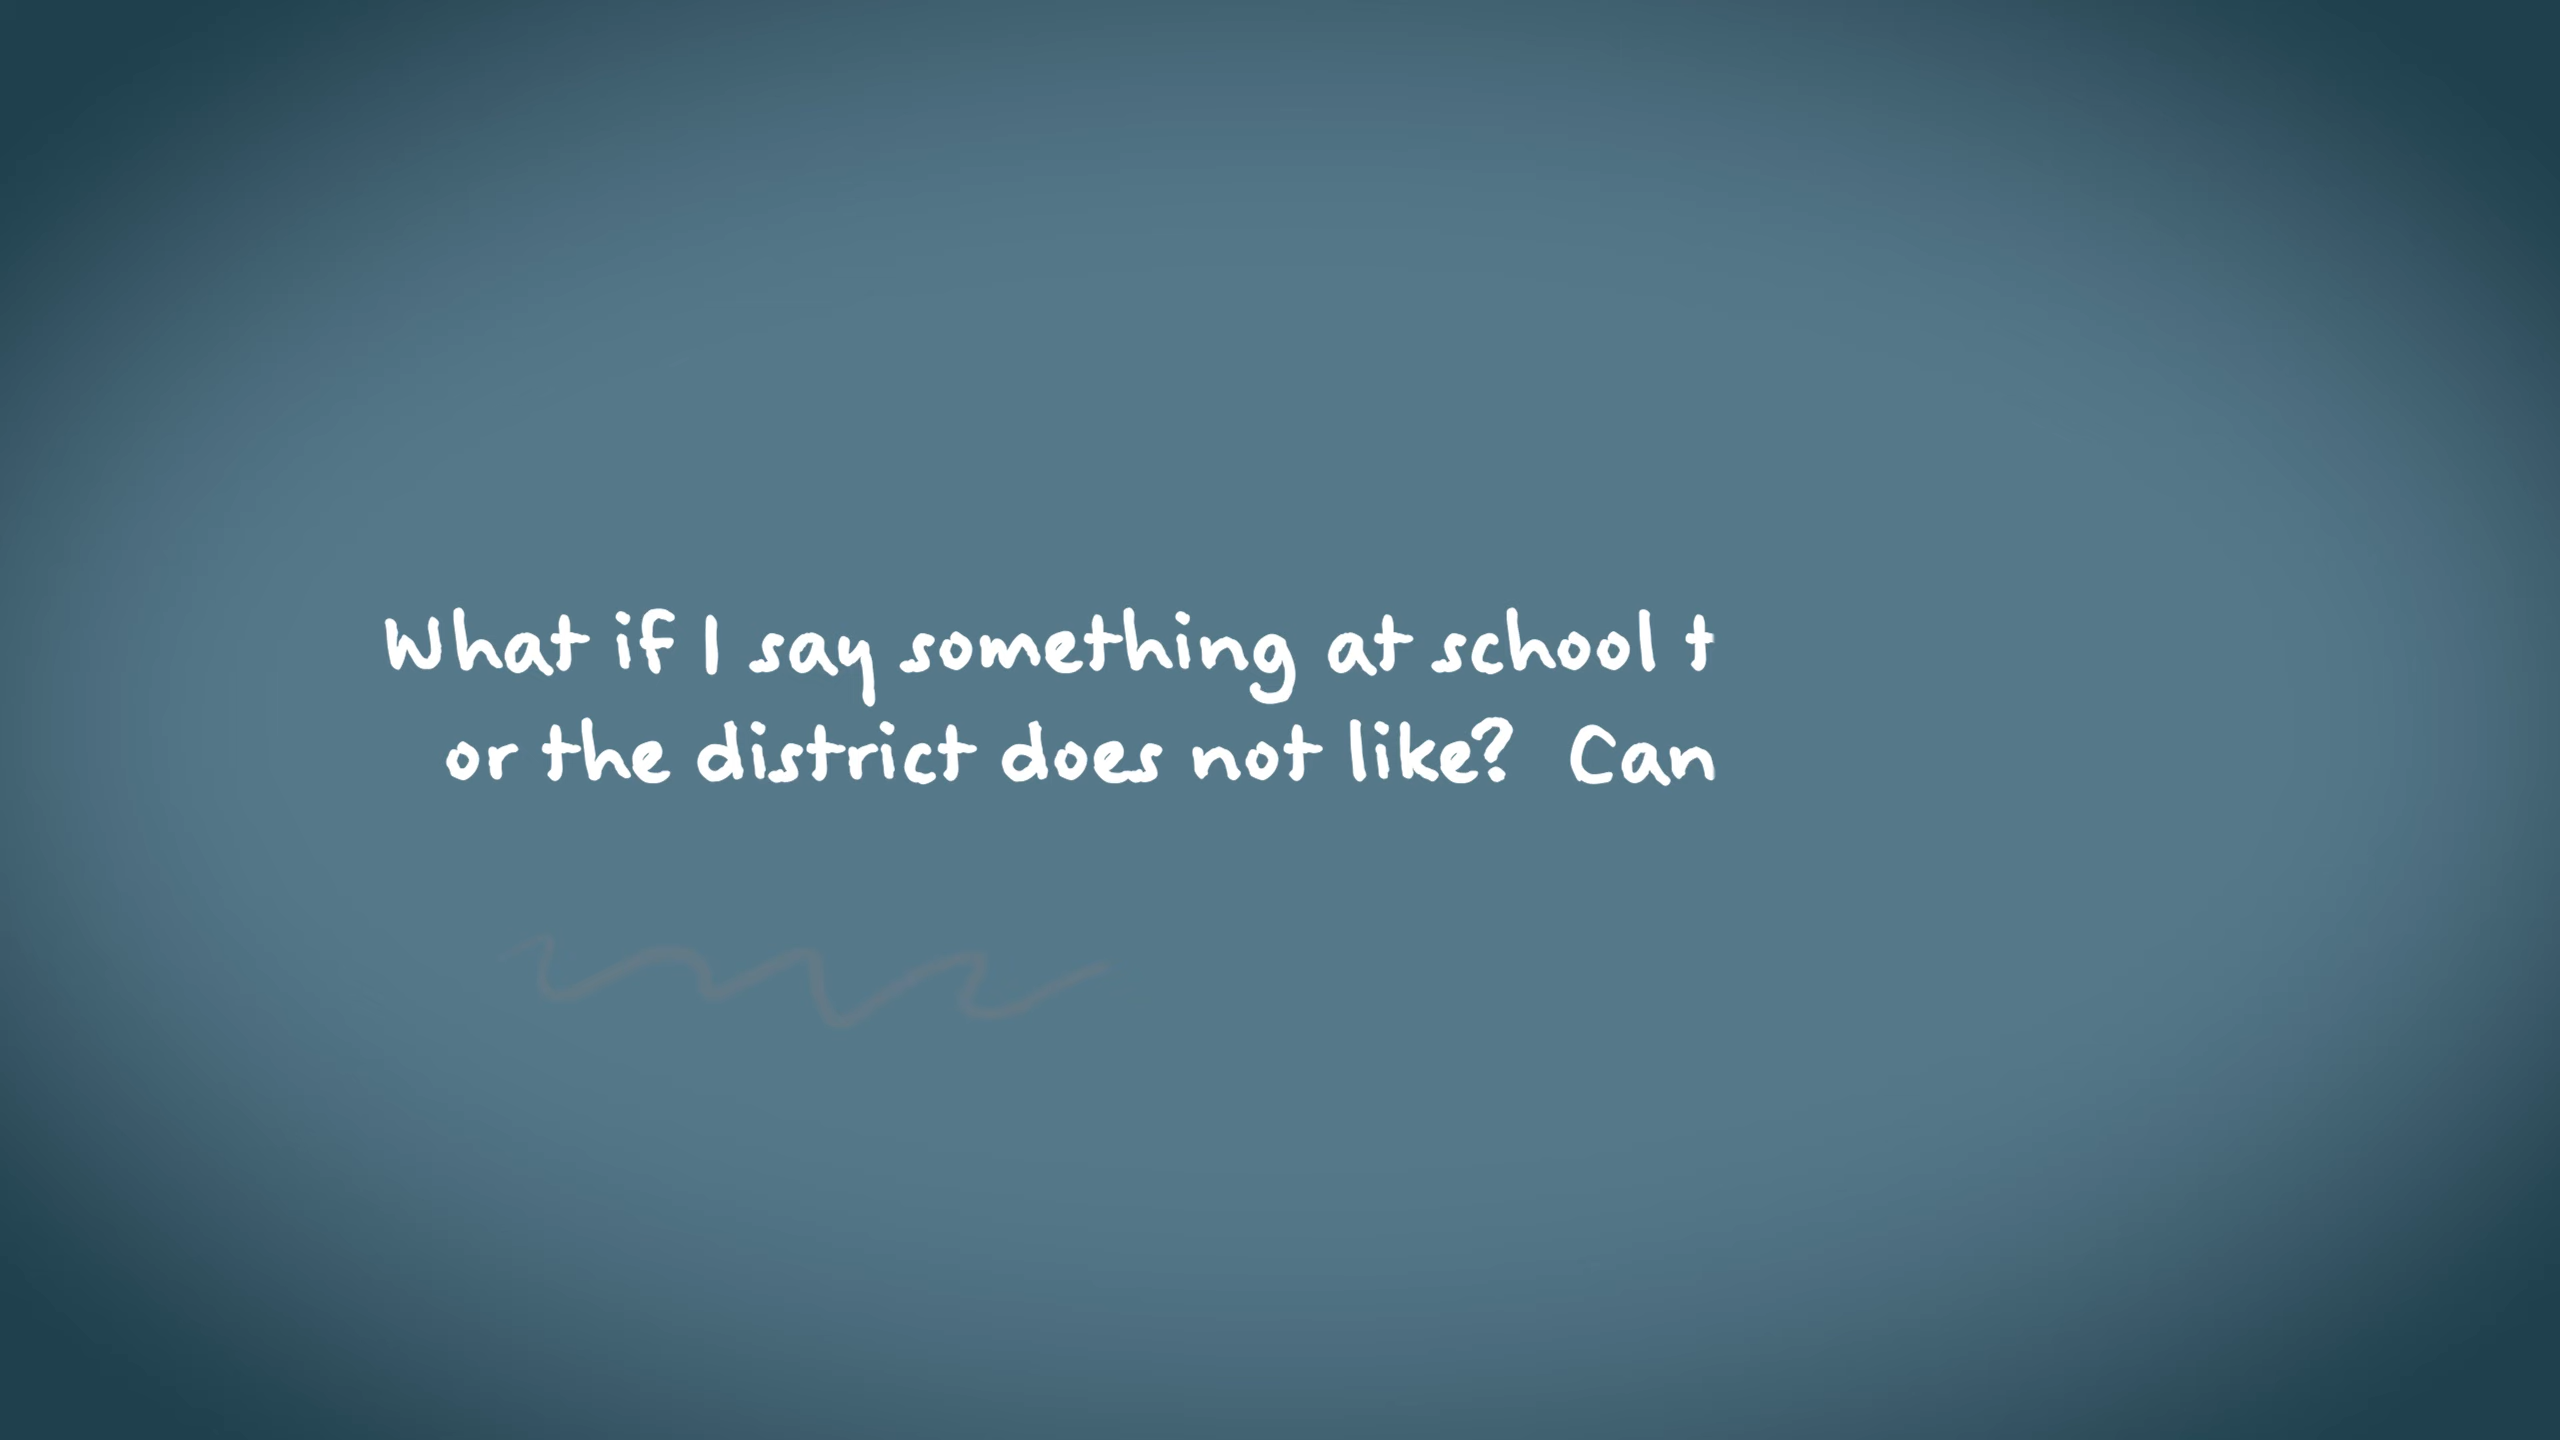 What if I say something at school t
or the district does not like? Can